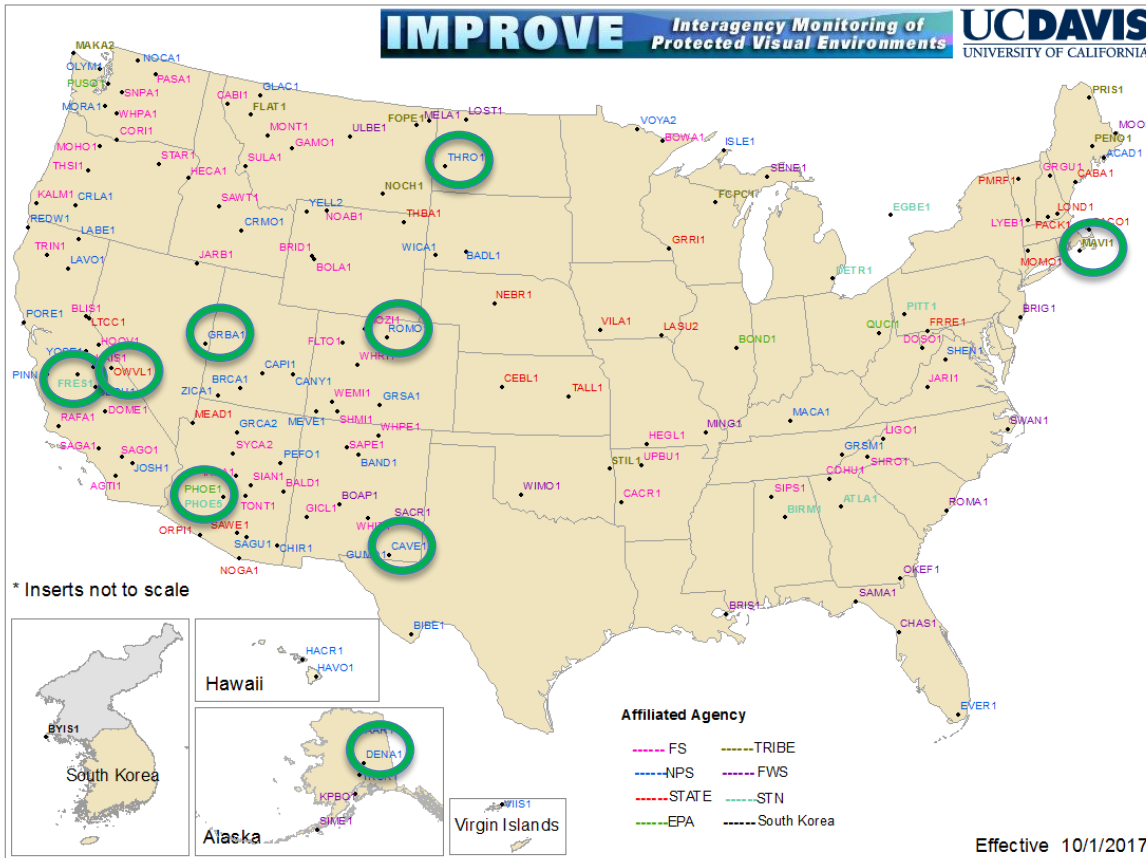 IMPROVE
Interagency Monitoring of
Protected Visual Environments
UCDAVIS
UNIVERSITY OF CALIFORNIA
MAKA2
NOCA1
OLYM1
PUSO1
PASA1
SNPA1
MORA1
WHPA1
CORI1
MOHO1
THSI1
STAR1
HECA1
KALM1
CRLA1
REDW1
LABE1
TRIN1
LAVO1
CABI1
GLAC1
FLAT1
MONT1
GAMO1
SULA1
ULBE1
FOPE1
MELA1
LOST1
THRO1
NOCH1
SAWT1
YELL2
NOAB1
THBA1
CRMO1
BRID1
BOLA1
WICA1
BADL1
JARB1
VOYA2
BOWA1
ISLE1
SENE1
FCPC1
GRRI1
EGBE1
DETR1
PRIS1
MOO
PENO1
ACAD1
GRGU1
CABA1
PMRF1
LYEB1
LOND1
PACK1
MAVI1
MOMO1
BRIG1
PORE1
BLIS1
LTCC1
HOOV1
GRBA1
ROMO
FLTO1
NEBR1
VILA1
LASU2
BOND1
QUCI1
PITT1
FRRE1
DOSO1
SHEN1
JARI1
FRES1
OWVL1
PINN
CAPI1
CANY1
BRCA1
ZICA1
WEMI1
GRSA1
MEVE1
SHMI1
WHPE1
CEBL1
TALL1
RAFA1
DOME1
MEAD1
GRCA2
SYCA2
PEFO1
SAPE1
BAND1
SAGA1
SAGO1
JOSH1
AGTI1
PHOE1
PHOE5
SIAN1
BALD1
TONT1
GICL1
BOAP1
SACR1
ORPI1
SAWE1
SAGU1
CHIR1
NOGA1
CAVE1
BIBE1
WIMO1
STIL1
HEGL1
UPBU1
CACR1
MING1
MACA1
LIGO1
GRSM1
SHRO1
COHU1
SWAN1
SIPS1
BIRM1
ATLA1
ROMA1
OKEF1
SAMA1
CHAS1
BRIS1
EVER1
* Inserts not to scale
BYIS1
South Korea
HACR1
HAVO1
Hawaii
DENA1
KPBO
SIME1
Alaska
VIIS1
Virgin Islands
Affiliated Agency
FS
TRIBE
NPS
FWS
STATE
STN
EPA
South Korea
Effective 10/1/2017